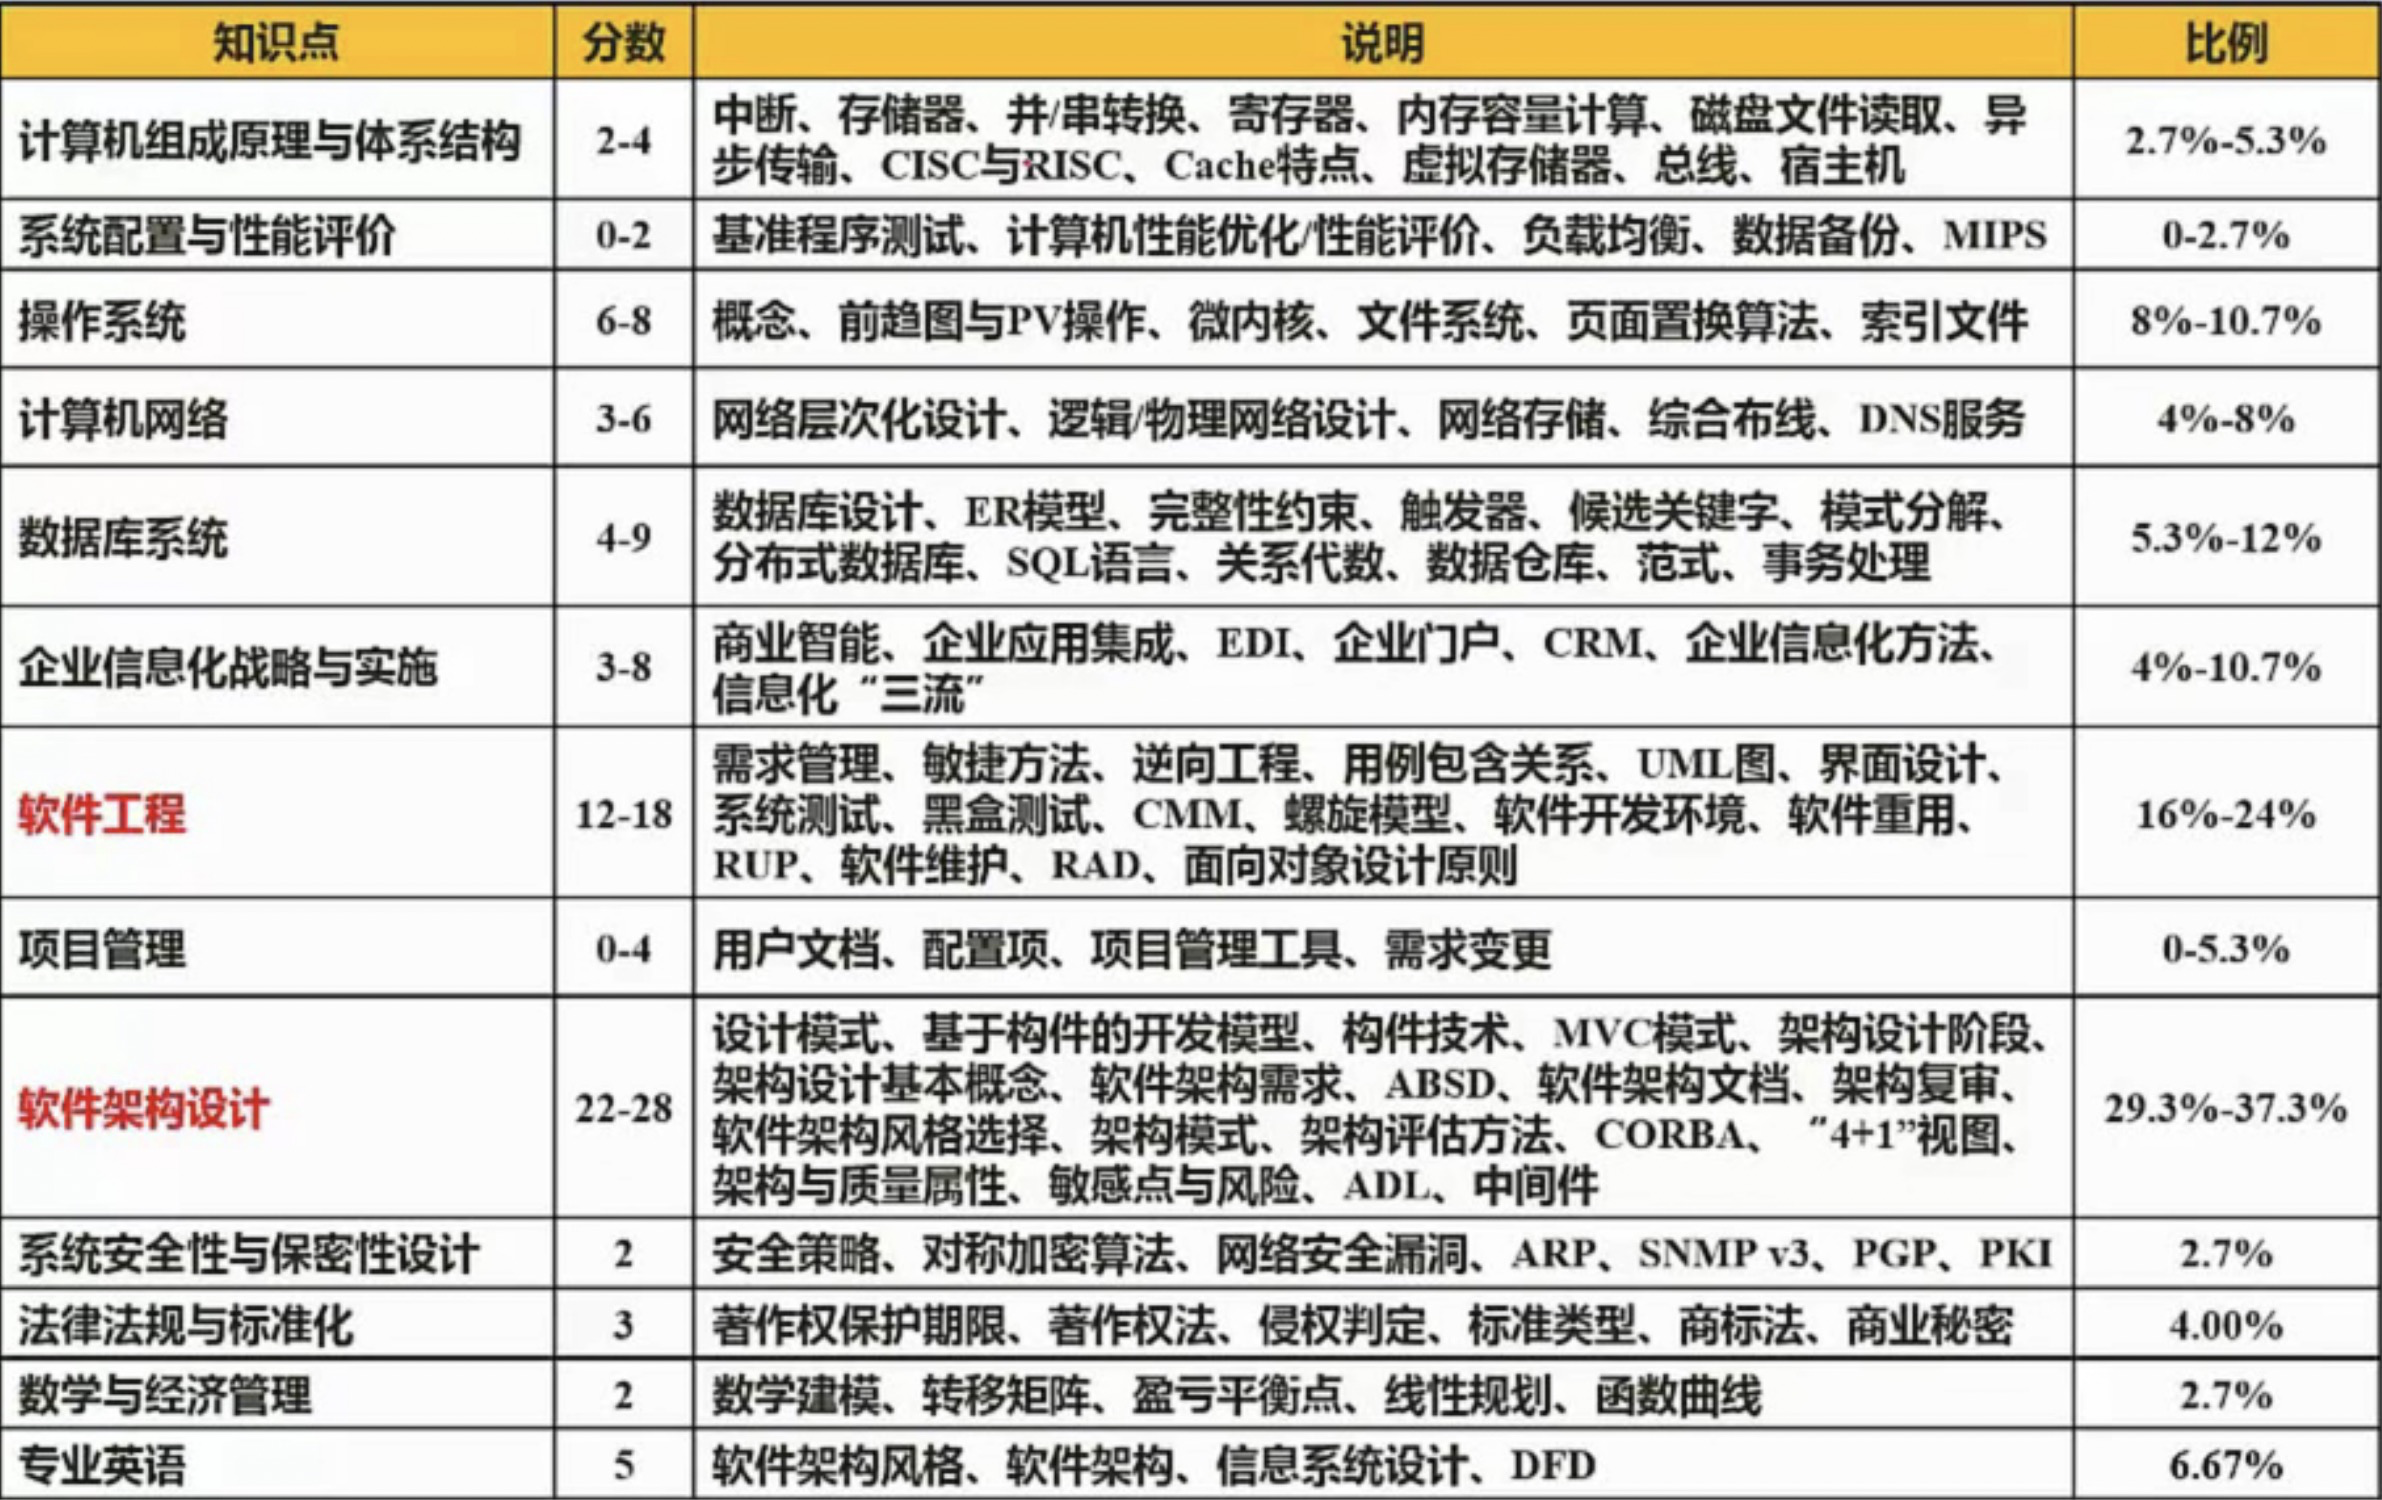 知识点 分数 说明 比例
计算机组成原理与体系结构 2-4 中断、存储器、并/串转换、寄存器、内存容量计算、磁盘文件读取、异
步传输、CISC与RISC、Cache特点、虚拟存储器、总线、宿主机 2.7%-5.3%
系统配置与性能评价 0-2 基准程序测试、计算机性能优化/性能评价、负载均衡、数据备份、MIPS 0-2.7%
操作系统 6-8 概念、前趋图与PV操作、微内核、文件系统、页面置换算法、索引文件 8%-10.7%
计算机网络 3-6 网络层次化设计、逻辑/物理网络设计、网络存储、综合布线、DNS服务 4%-8%
数据库系统 4-9 数据库设计、ER模型、完整性约束、触发器、候选关键字、模式分解、
分布式数据库、SQL语言、关系代数、数据仓库、范式、事务处理 5.3%-12%
企业信息化战略与实施 3-8 商业智能、企业应用集成、EDI、企业门户、CRM、企业信息化方法、
信息化“三流” 4%-10.7%
软件工程 12-18 需求管理、敏捷方法、逆向工程、用例包含关系、UML图、界面设计、
系统测试、黑盒测试、CMM、螺旋模型、软件开发环境、软件重用、
RUP、软件维护、RAD、面向对象设计原则 16%-24%
项目管理 0-4 用户文档、配置项、项目管理工具、需求变更 0-5.3%
软件架构设计 22-28 设计模式、基于构件的开发模型、构件技术、MVC模式、架构设计阶段、
架构设计基本概念、软件架构需求、ABSD、软件架构文档、架构复审、
软件架构风格选择、架构模式、架构评估方法、CORBA、“4+1”视图、
架构与质量属性、敏感点与风险、ADL、中间件 29.3%-37.3%
系统安全性与保密性设计 2 安全策略、对称加密算法、网络安全漏洞、ARP、SNMP v3、PGP、PKI 2.7%
法律法规与标准化 3 著作权保护期限、著作权法、侵权判定、标准类型、商标法、商业秘密 4.00%
数学与经济管理 2 数学建模、转移矩阵、盈亏平衡点、线性规划、函数曲线 2.7%
专业英语 5 软件架构风格、软件架构、信息系统设计、DFD 6.67%